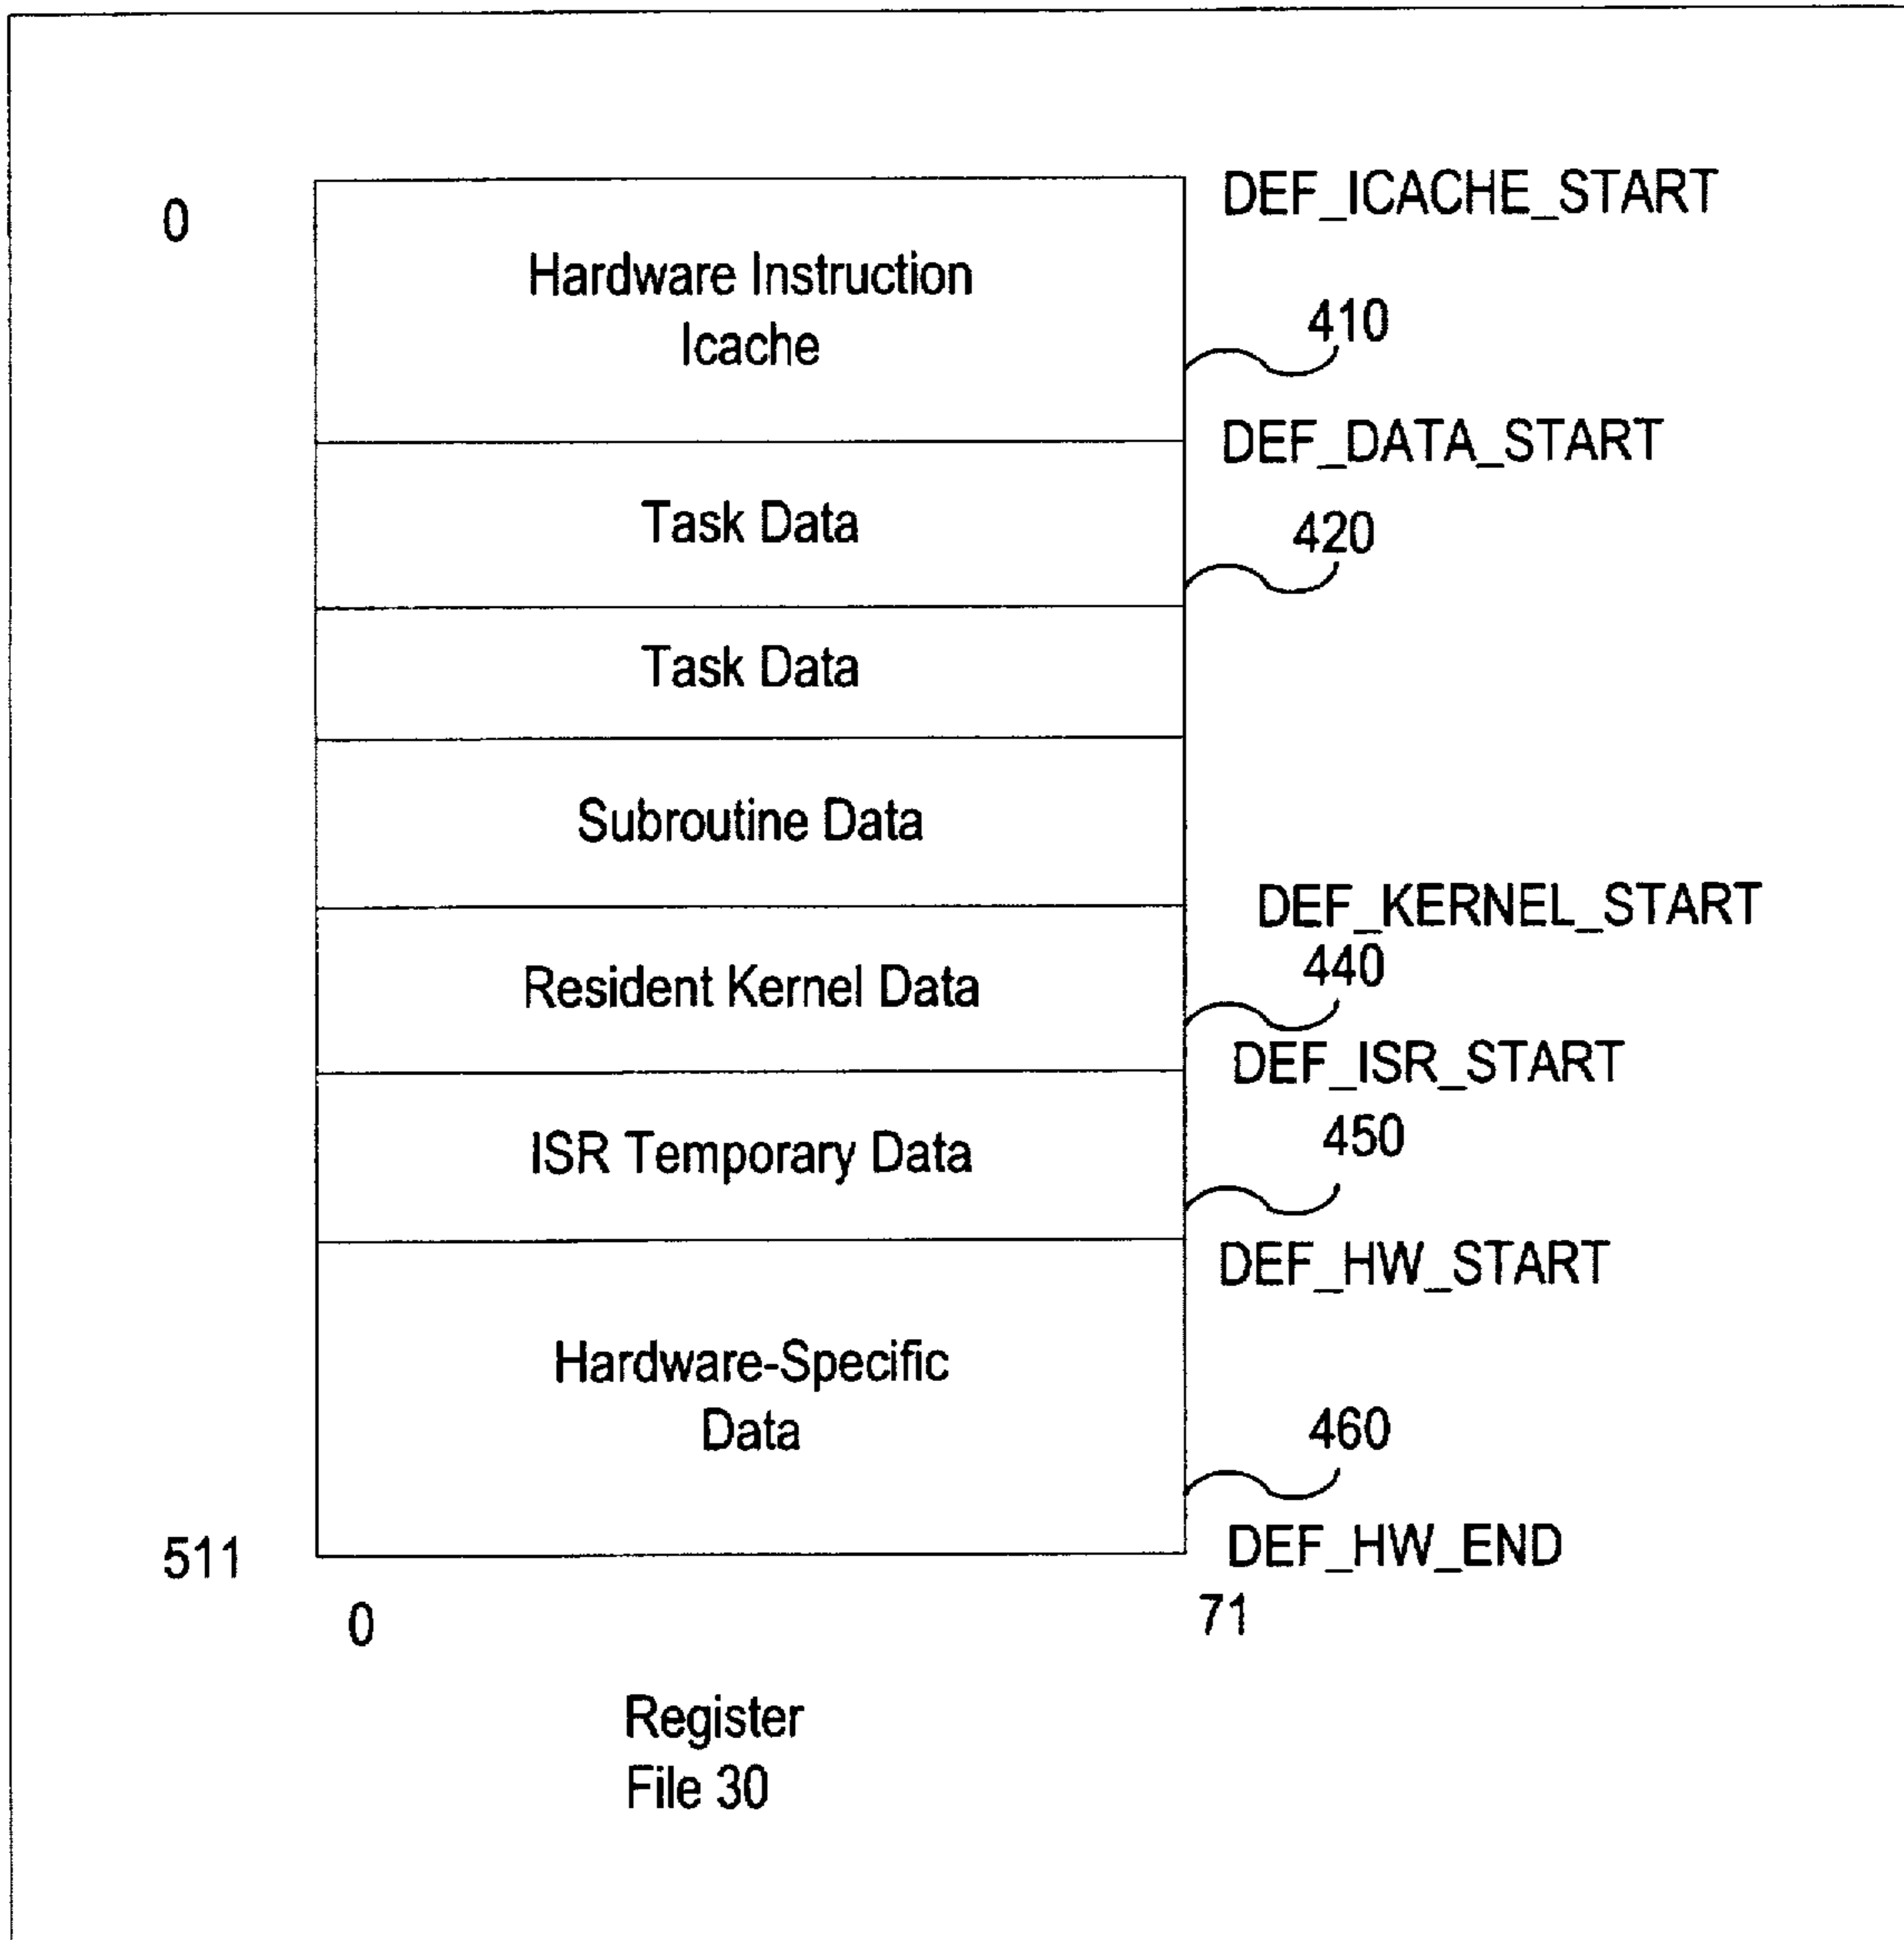 0
DEF_ICACHE_START
Hardware Instruction
Icache
410
DEF_DATA_START
Task Data
420
Task Data
Subroutine Data
DEF_KERNEL_START
440
Resident Kernel Data
DEF_ISR_START
450
ISR Temporary Data
DEF_HW_START
Hardware-Specific
Data
460
511
DEF_HW_END
0
71
Register
File 30